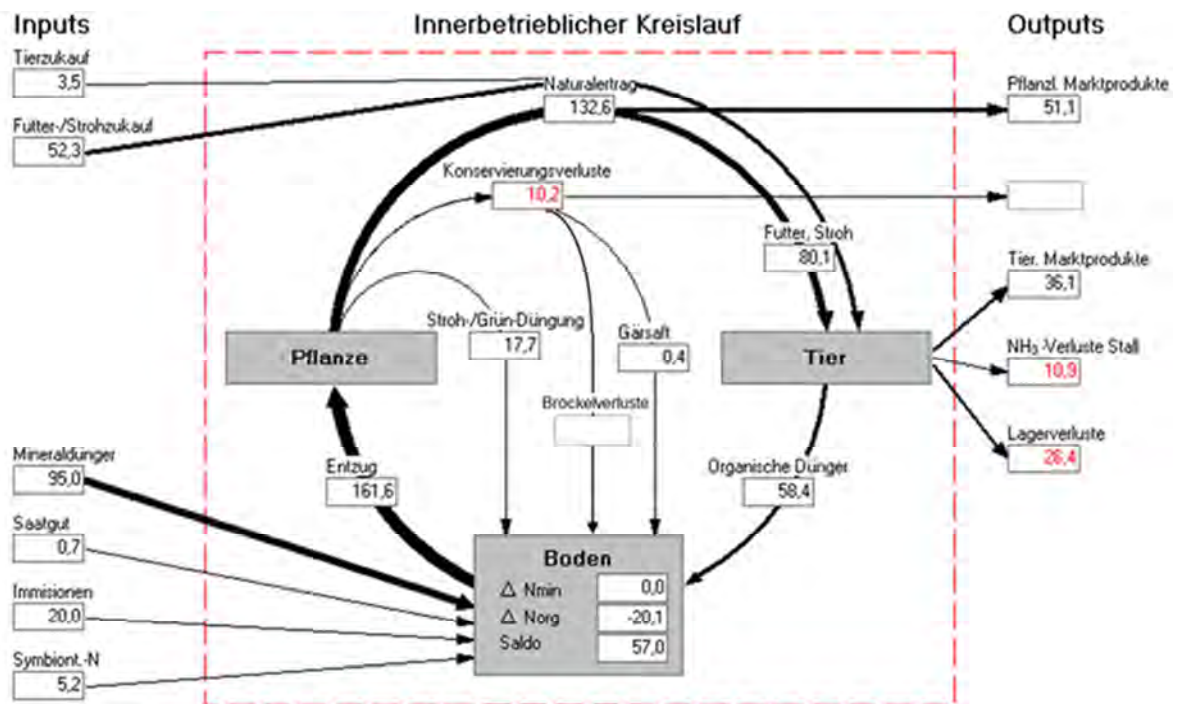 Inputs
Innerbetrieblicher Kreislauf
Outputs
Tierzukauf
3,5
Futter-/Strohzukauf
52,3
Naturalertrag
132,6
Pflanzl. Marktprodukte
51,1
Konservierungsverluste
10,2
Futter, Stroh
80,1
Tier. Marktprodukte
36,1
Stroh-/Grün-Düngung
17,7
Gärsaft
0,4
NH₃-Verluste Stall
10,9
Pflanze
Tier
Bröckelverluste
Lagerverluste
26,4
Mineraldünger
95,0
Entzug
161,6
Organische Dünger
58,4
Saatgut
0,7
Immisionen
20,0
Symbiont.-N
5,2
Boden
Δ Nmin 0,0
Δ Norg -20,1
Saldo 57,0